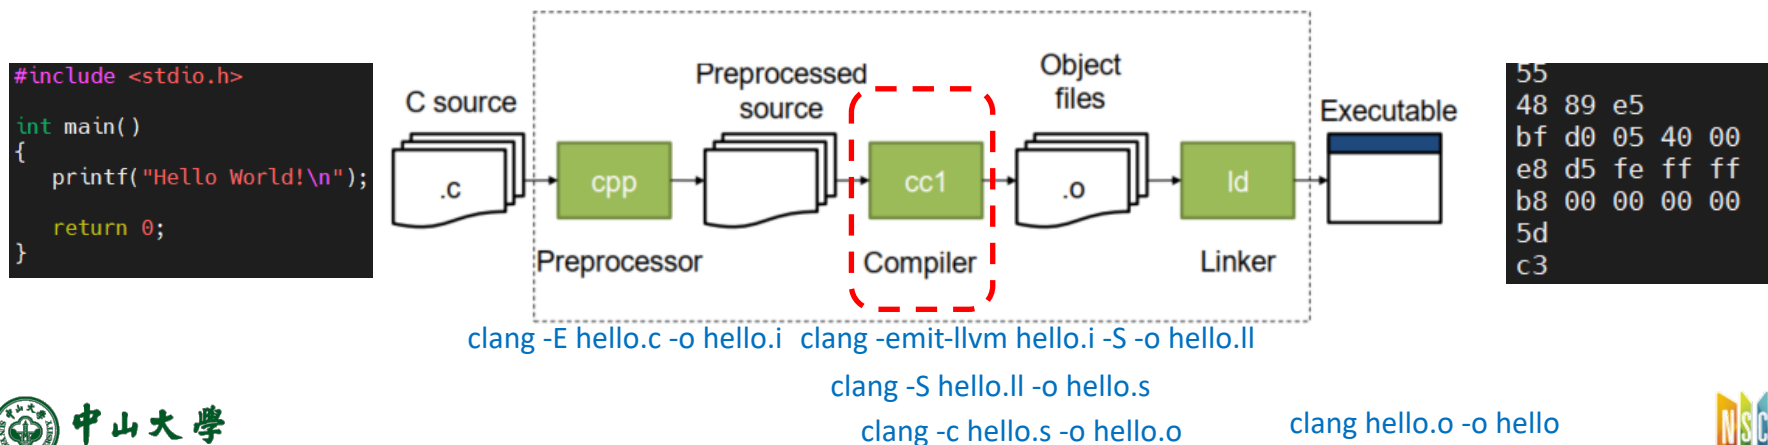 #include <stdio.h>
int main()
{
printf("Hello World!\n");
return 0;
}
C source
.c
cpp
Preprocessor
Preprocessed
source
cc1
Compiler
Object
files
.o
ld
Linker
Executable
55
48 89 e5
bf d0 05 40 00
e8 d5 fe ff ff
b8 00 00 00 00
5d
c3
clang -E hello.c -o hello.i
clang -emit-llvm hello.i -S -o hello.ll
clang -S hello.ll -o hello.s
clang -c hello.s -o hello.o
clang hello.o -o hello
中山大學
NSC